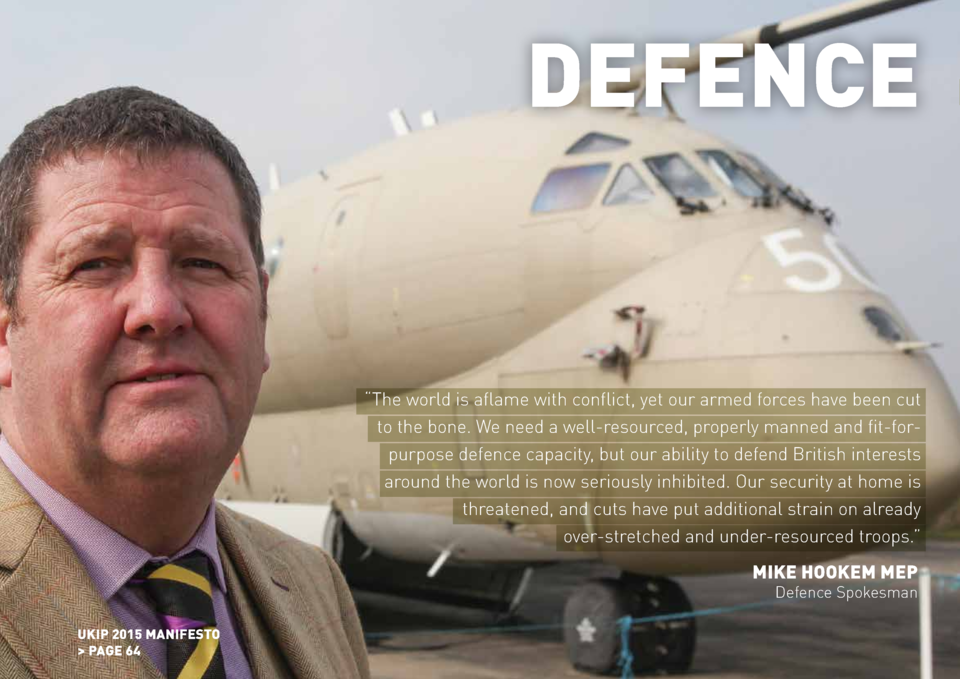 DEFENCE
50
“The world is aflame with conflict, yet our armed forces have been cut
to the bone. We need a well-resourced, properly manned and fit-for-
purpose defence capacity, but our ability to defend British interests
around the world is now seriously inhibited. Our security at home is
threatened, and cuts have put additional strain on already
over-stretched and under-resourced troops.”
MIKE HOOKEM MEP
Defence Spokesman
UKIP 2015 MANIFESTO
> PAGE 64